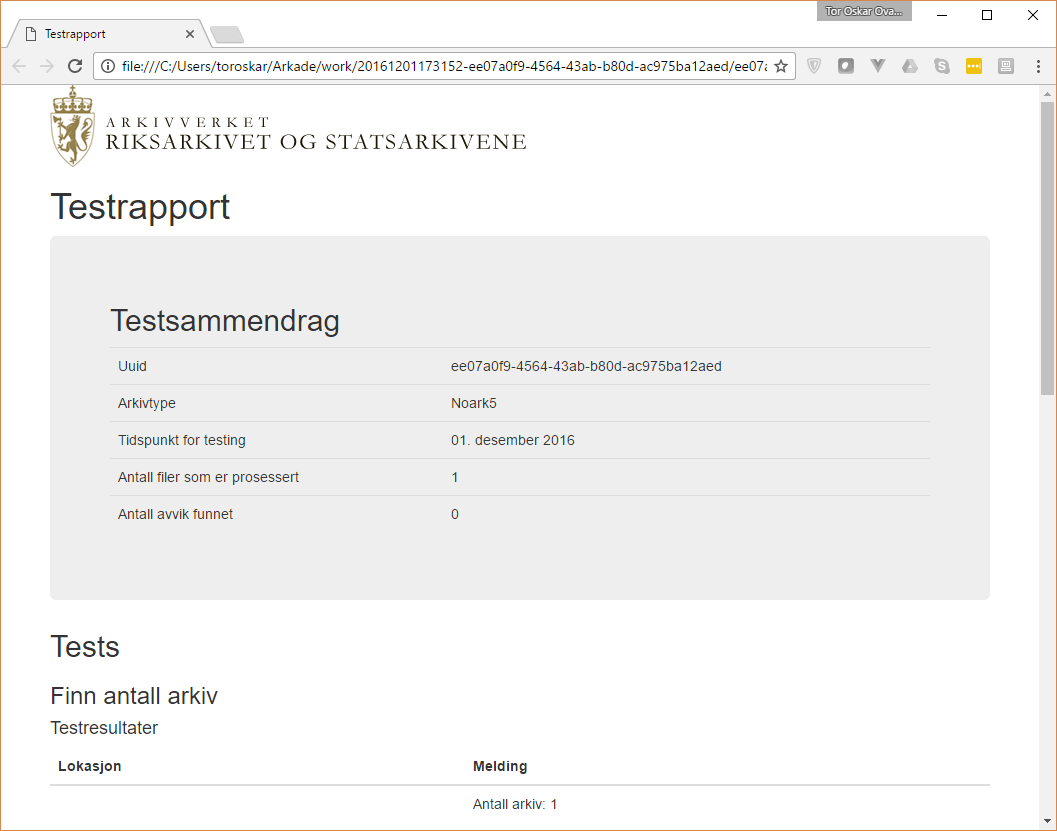 Tor Oskar Ova...
Testrapport
file:///C:/Users/toroskar/Arkade/work/20161201173152-ee07a0f9-4564-43ab-b80d-ac975ba12aed/ee07a
ARKIVVERKET
RIKSARKIVET OG STATSARKIVENE
Testrapport
Testsammendrag
Uuid ee07a0f9-4564-43ab-b80d-ac975ba12aed
Arkivtype Noark5
Tidspunkt for testing 01. desember 2016
Antall filer som er prosessert 1
Antall avvik funnet 0
Tests
Finn antall arkiv
Testresultater
Lokasjon Melding
Antall arkiv: 1